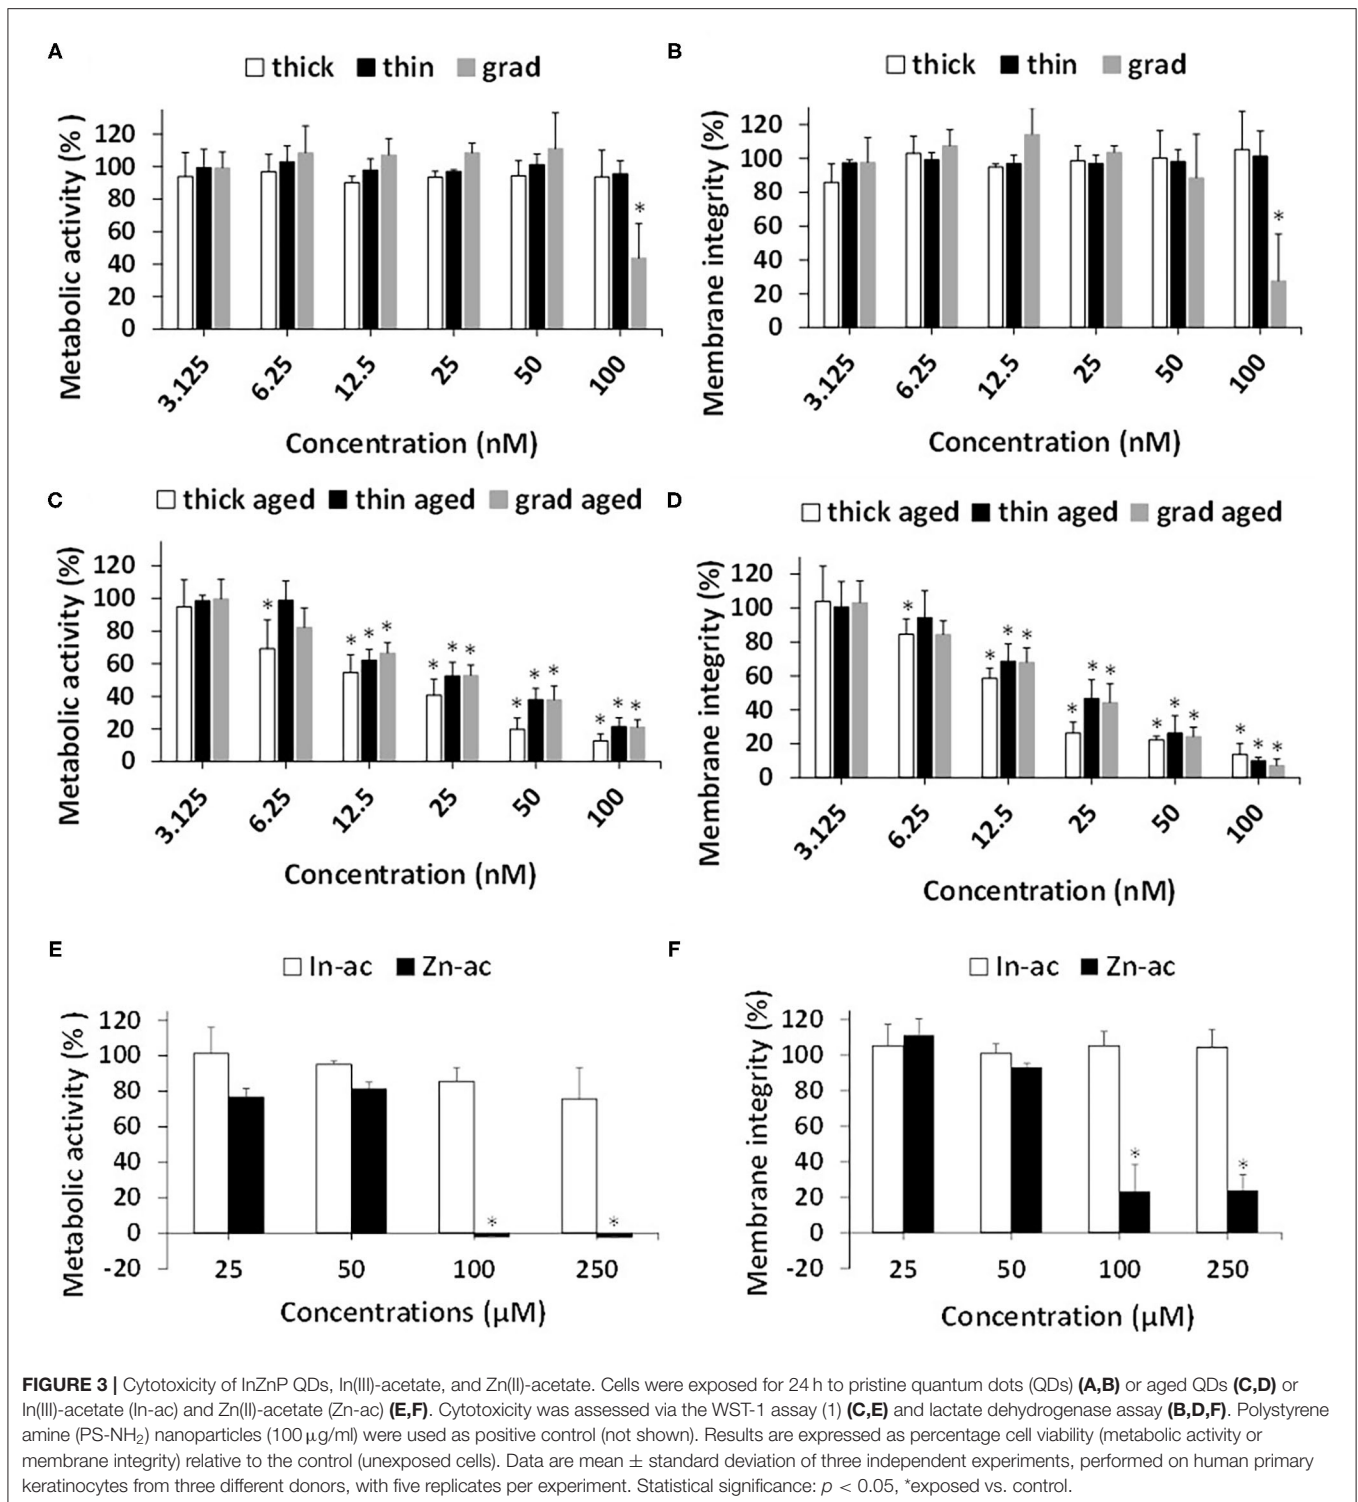 A
thick thin grad
Metabolic activity (% )
120
100
80
60
40
20
0
*
3.125 6.25 12.5 25 50 100
Concentration (nM)
B
thick thin grad
Membrane integrity (%)
120
100
80
60
40
20
0
*
3.125 6.25 12.5 25 50 100
Concentration (nM)
C
thick aged thin aged grad aged
Metabolic activity (%)
120
100
80
60
40
20
0
* * * * * * * * * * * * *
3.125 6.25 12.5 25 50 100
Concentration (nM)
D
thick aged thin aged grad aged
Membrane integrity (%)
120
100
80
60
40
20
0
* * * * * * * * * * * * *
3.125 6.25 12.5 25 50 100
Concentration (nM)
E
In-ac Zn-ac
Metabolic activity (% )
120
100
80
60
40
20
0
-20
* *
25 50 100 250
Concentrations (µM)
F
In-ac Zn-ac
Membrane integrity (%)
120
100
80
60
40
20
0
-20
* *
25 50 100 250
Concentration (µM)
FIGURE 3 | Cytotoxicity of InZnP QDs, In(III)-acetate, and Zn(II)-acetate. Cells were exposed for 24 h to pristine quantum dots (QDs) (A,B) or aged QDs (C,D) or
In(III)-acetate (In-ac) and Zn(II)-acetate (Zn-ac) (E,F). Cytotoxicity was assessed via the WST-1 assay (1) (C,E) and lactate dehydrogenase assay (B,D,F). Polystyrene
amine (PS-NH₂) nanoparticles (100 µg/ml) were used as positive control (not shown). Results are expressed as percentage cell viability (metabolic activity or
membrane integrity) relative to the control (unexposed cells). Data are mean ± standard deviation of three independent experiments, performed on human primary
keratinocytes from three different donors, with five replicates per experiment. Statistical significance: p < 0.05, *exposed vs. control.